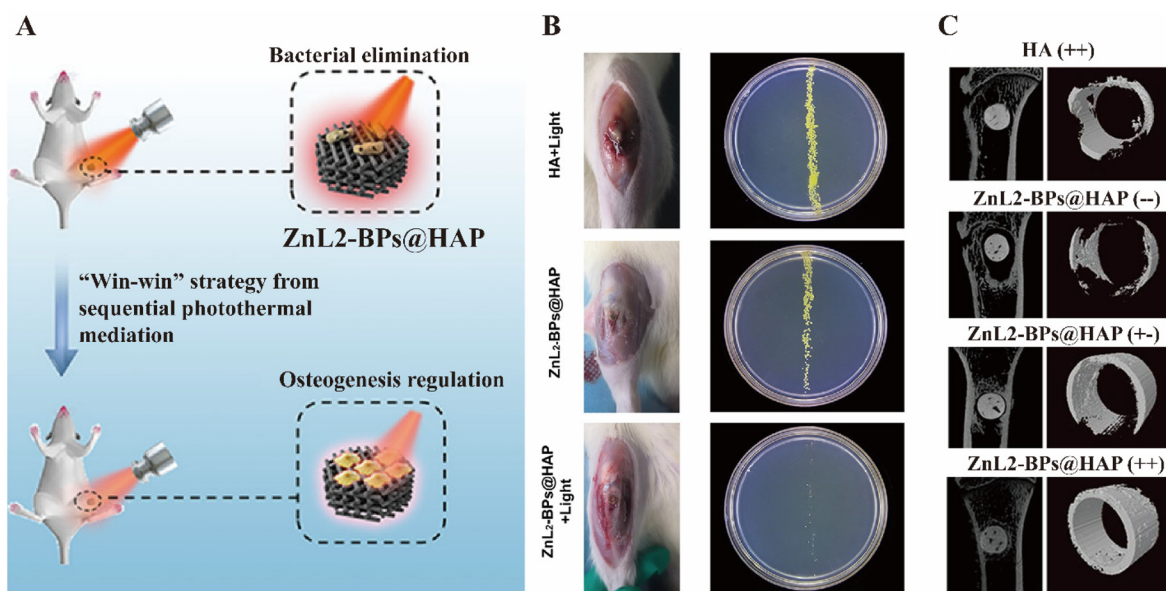 A
Bacterial elimination
ZnL2-BPs@HAP
“Win-win” strategy from
sequential photothermal
mediation
Osteogenesis regulation
B
HA+Light
ZnL₂-BPs@HAP
ZnL₂-BPs@HAP
+Light
C
HA (++)
ZnL2-BPs@HAP (--)
ZnL2-BPs@HAP (+-)
ZnL2-BPs@HAP (++)